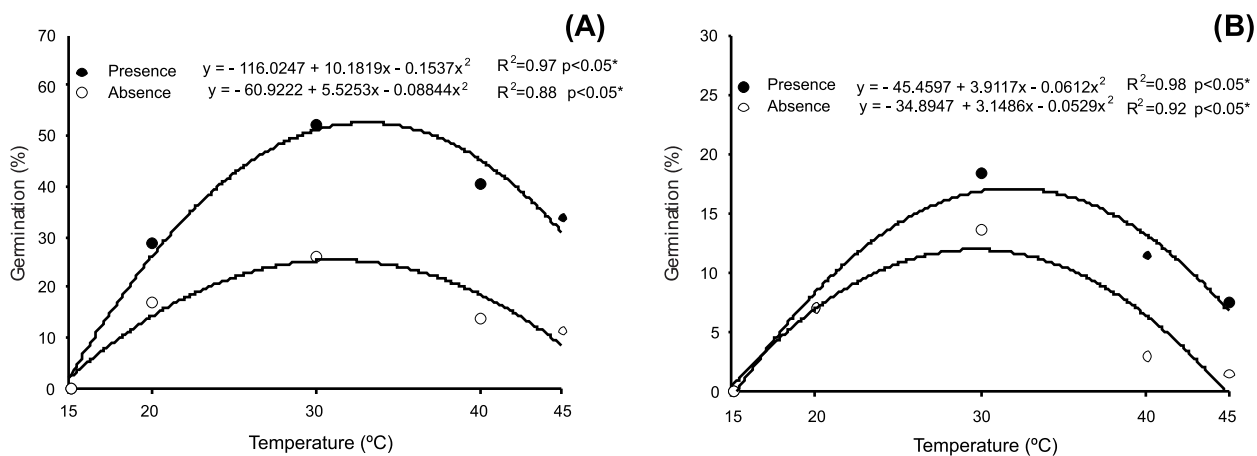 (A)
70
60
50
40
30
20
10
0
Germination (%)
Presence y = - 116.0247 + 10.1819x - 0.1537x² R²=0.97 p<0.05*
Absence y= - 60.9222 + 5.5253x - 0.08844x² R²=0.88 p<0.05*
15 20 30 40 45
Temperature (ºC)
(B)
30
25
20
15
10
5
0
Germination (%)
Presence y = - 45.4597 + 3.9117x - 0.0612x² R²=0.98 p<0.05*
Absence y = - 34.8947 + 3.1486x - 0.0529x² R²=0.92 p<0.05*
15 20 30 40 45
Temperature (ºC)